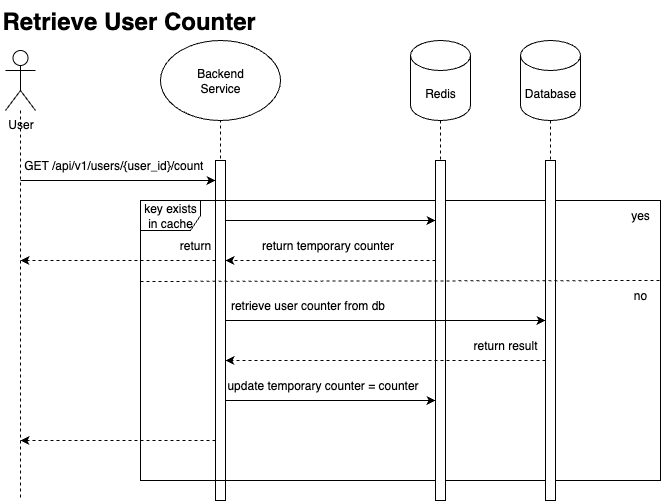 Retrieve User Counter
Backend
Service
Redis
Database
User
GET /api/v1/users/{user_id}/count
key exists
in cache
yes
return
return temporary counter
no
retrieve user counter from db
return result
update temporary counter = counter